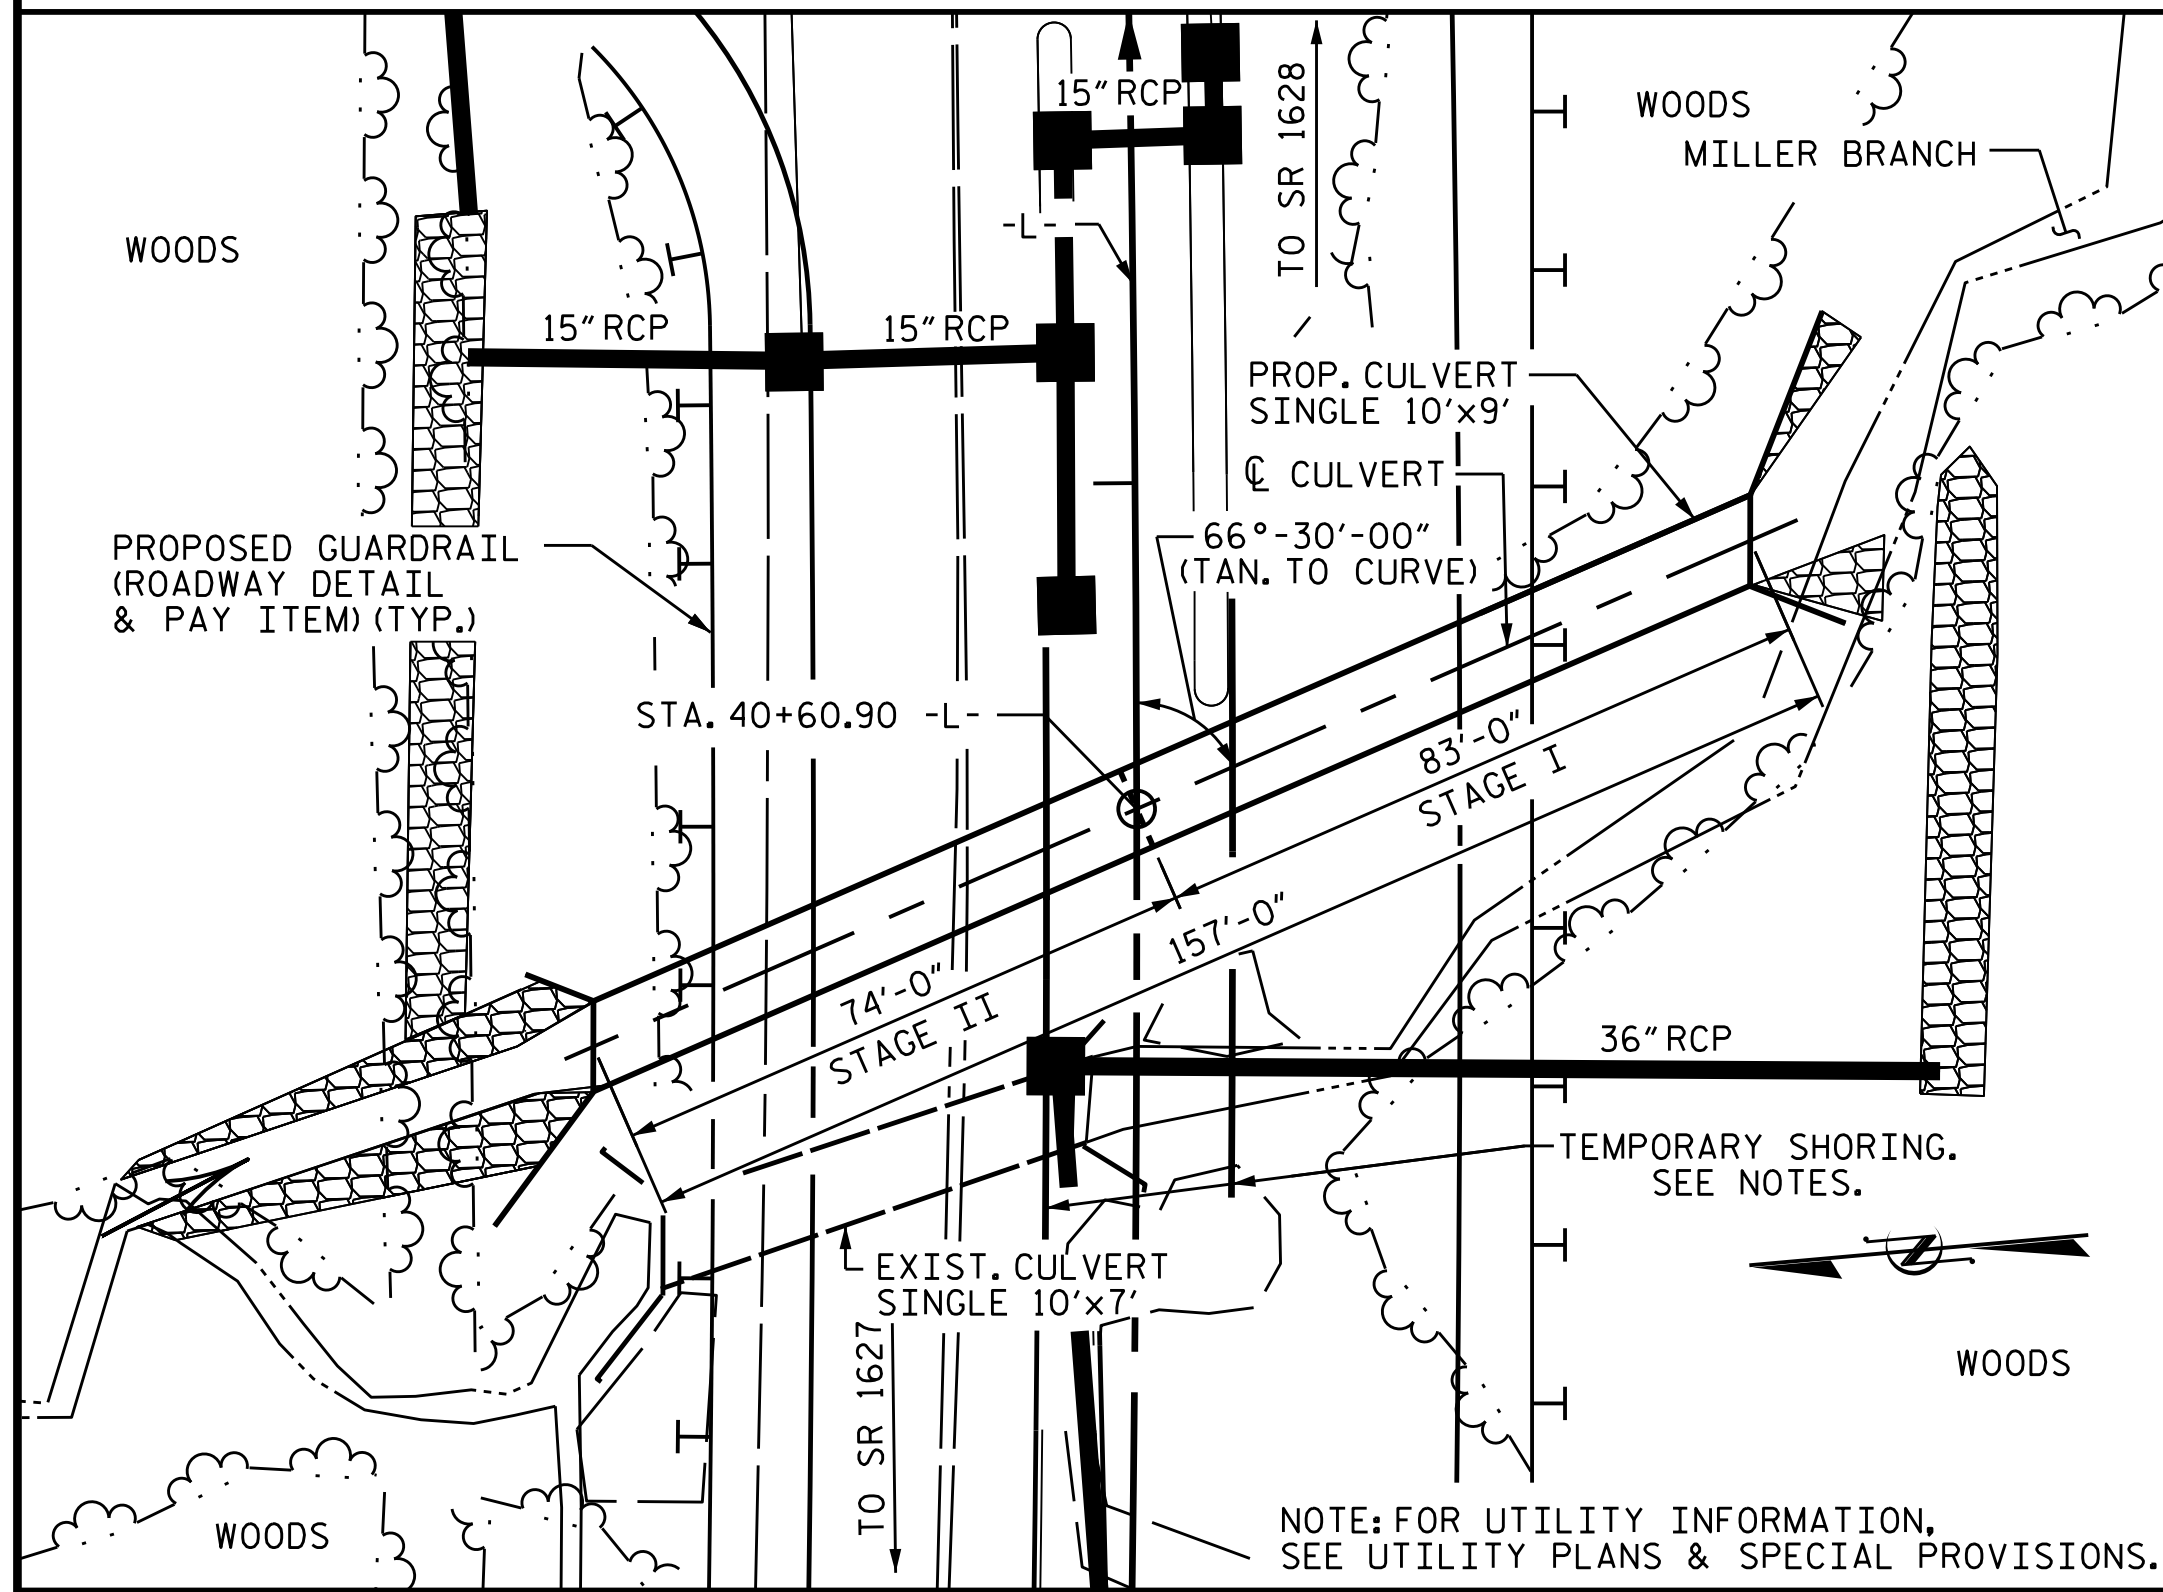 15" RCP
TO SR 1628
WOODS
MILLER BRANCH
-L-
WOODS
15" RCP
15" RCP
PROP. CULVERT
SINGLE 10'x9'
℄ CULVERT
66°-30'-00"
(TAN. TO CURVE)
PROPOSED GUARDRAIL
(ROADWAY DETAIL
& PAY ITEM) (TYP.)
STA. 40+60.90 -L-
83'-0"
STAGE I
157'-0"
74'-0"
STAGE II
36" RCP
TEMPORARY SHORING.
SEE NOTES.
EXIST. CULVERT
SINGLE 10'x7'
TO SR 1627
WOODS
WOODS
NOTE: FOR UTILITY INFORMATION,
SEE UTILITY PLANS & SPECIAL PROVISIONS.